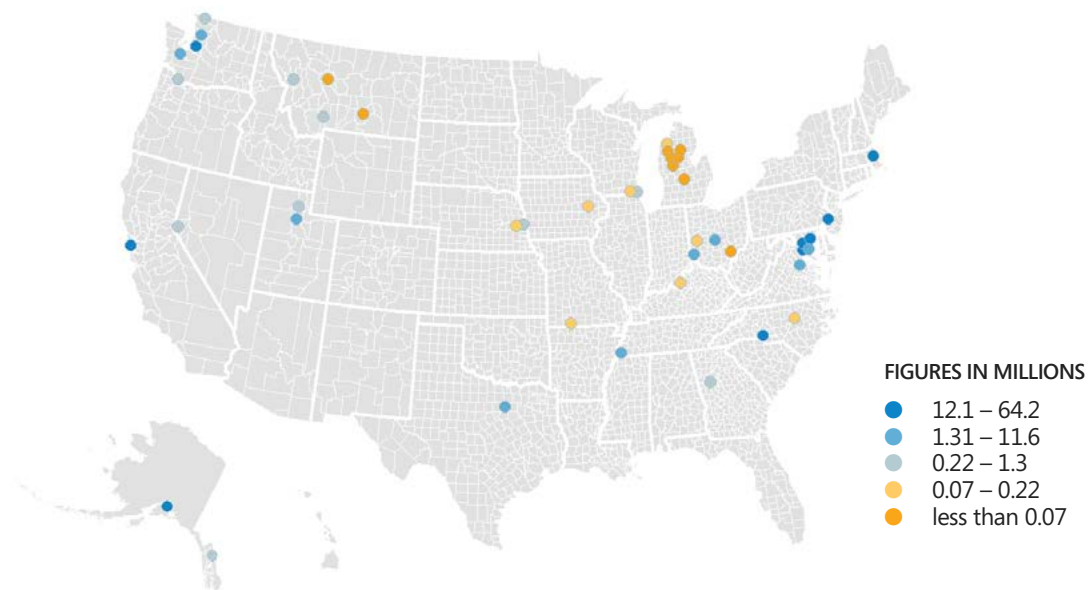 FIGURES IN MILLIONS
12.1 – 64.2
1.31 – 11.6
0.22 – 1.3
0.07 – 0.22
less than 0.07